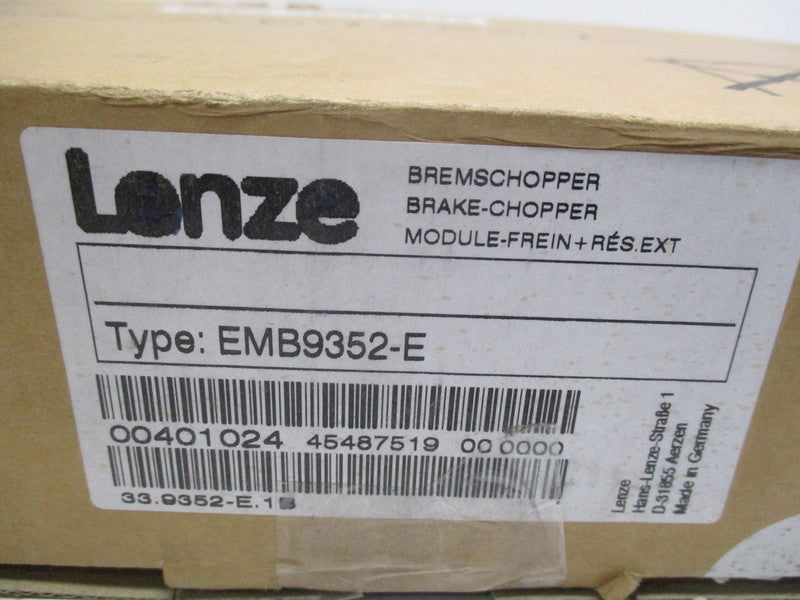 Lenze
BREMSCHOPPER
BRAKE-CHOPPER
MODULE-FREIN+RÉS.EXT
Type: EMB9352-E
00401024 45487519 00 0000
33.9352-E.1B
Lenze
Hans-Lenze-Straße 1
D-31855 Aerzen
Made in Germany